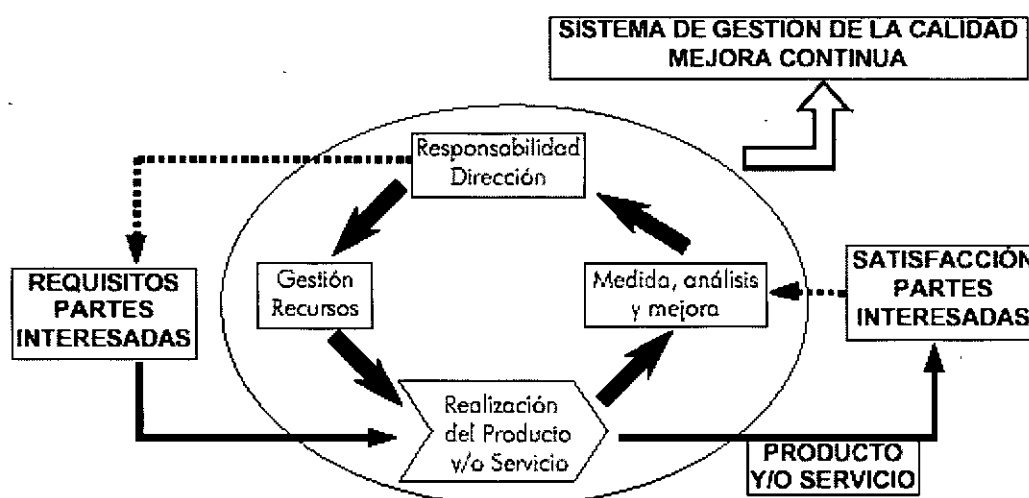 SISTEMA DE GESTIÓN DE LA CALIDAD
MEJORA CONTINUA
Responsabilidad
Dirección
REQUISITOS
PARTES
INTERESADAS
Gestión
Recursos
Medida, análisis
y mejora
SATISFACCIÓN
PARTES
INTERESADAS
Realización
del Producto
y/o Servicio
PRODUCTO
Y/O SERVICIO